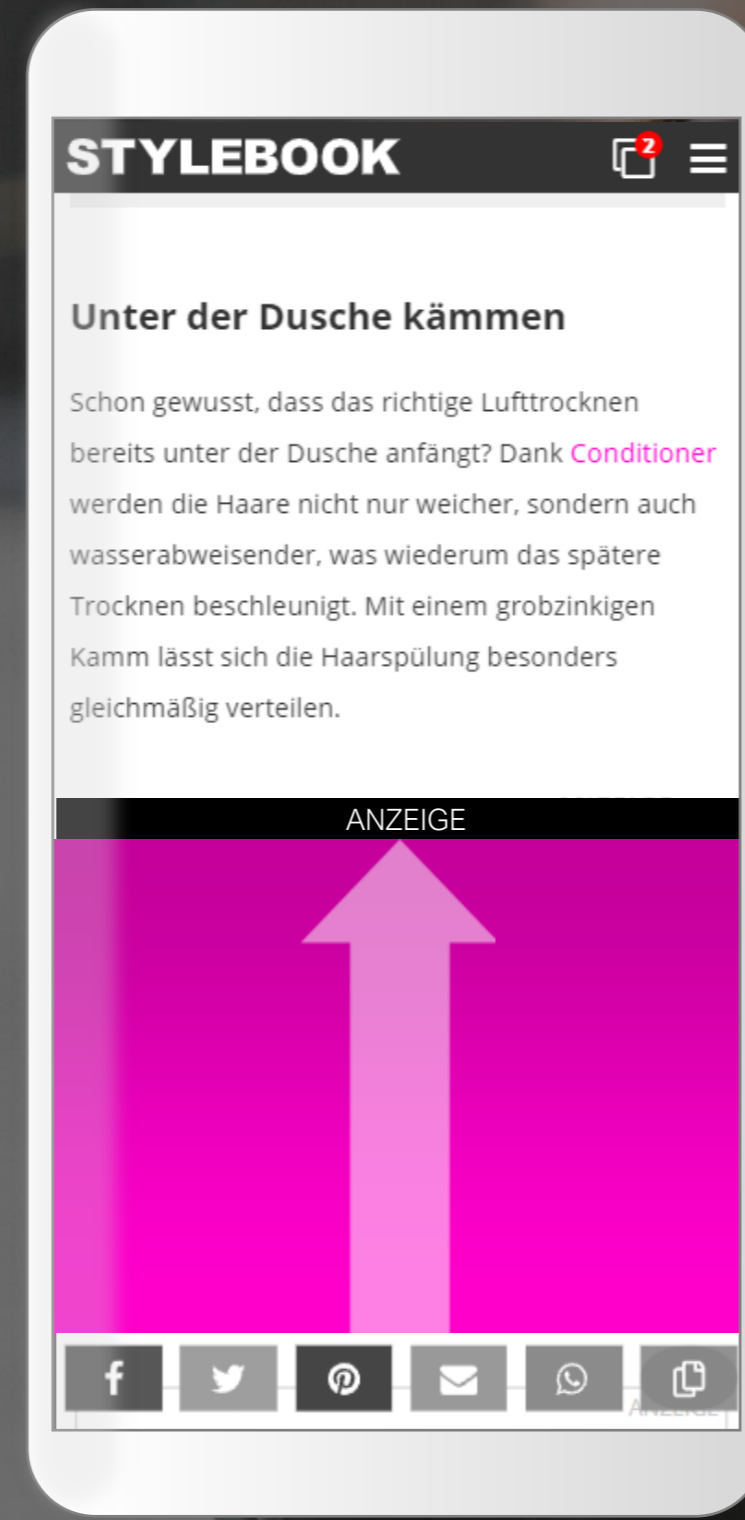 STYLEBOOK
2
Unter der Dusche kämmen
Schon gewusst, dass das richtige Lufttrocknen
bereits unter der Dusche anfängt? Dank Conditioner
werden die Haare nicht nur weicher, sondern auch
wasserabweisender, was wiederum das spätere
Trocknen beschleunigt. Mit einem grobzinkigen
Kamm lässt sich die Haarspülung besonders
gleichmäßig verteilen.
ANZEIGE
ANZEIGE